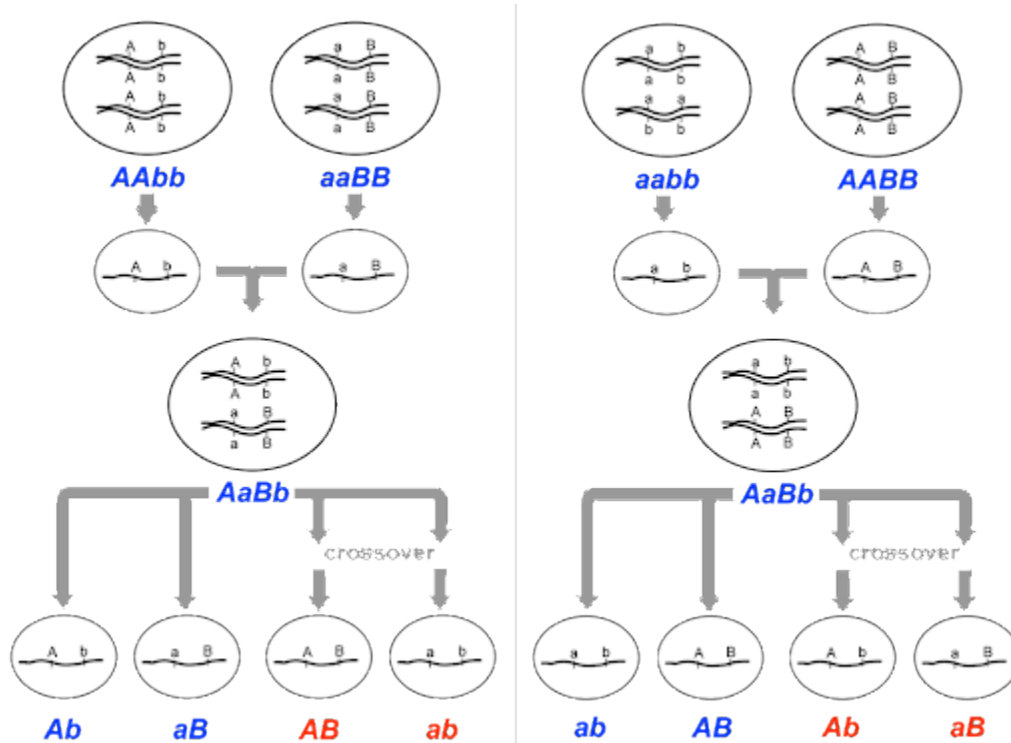 A b a B
A b a B
A b a B
A b a B
AAbb aaBB
A b a B
A b
A b
a B
a B
AaBb
crossover
A b a B A B a b
Ab aB AB ab
a b A B
a b A B
a a A B
b b A B
aabb AABB
a b A B
a b
a b
A B
A B
AaBb
crossover
a b A B A b a B
ab AB Ab aB